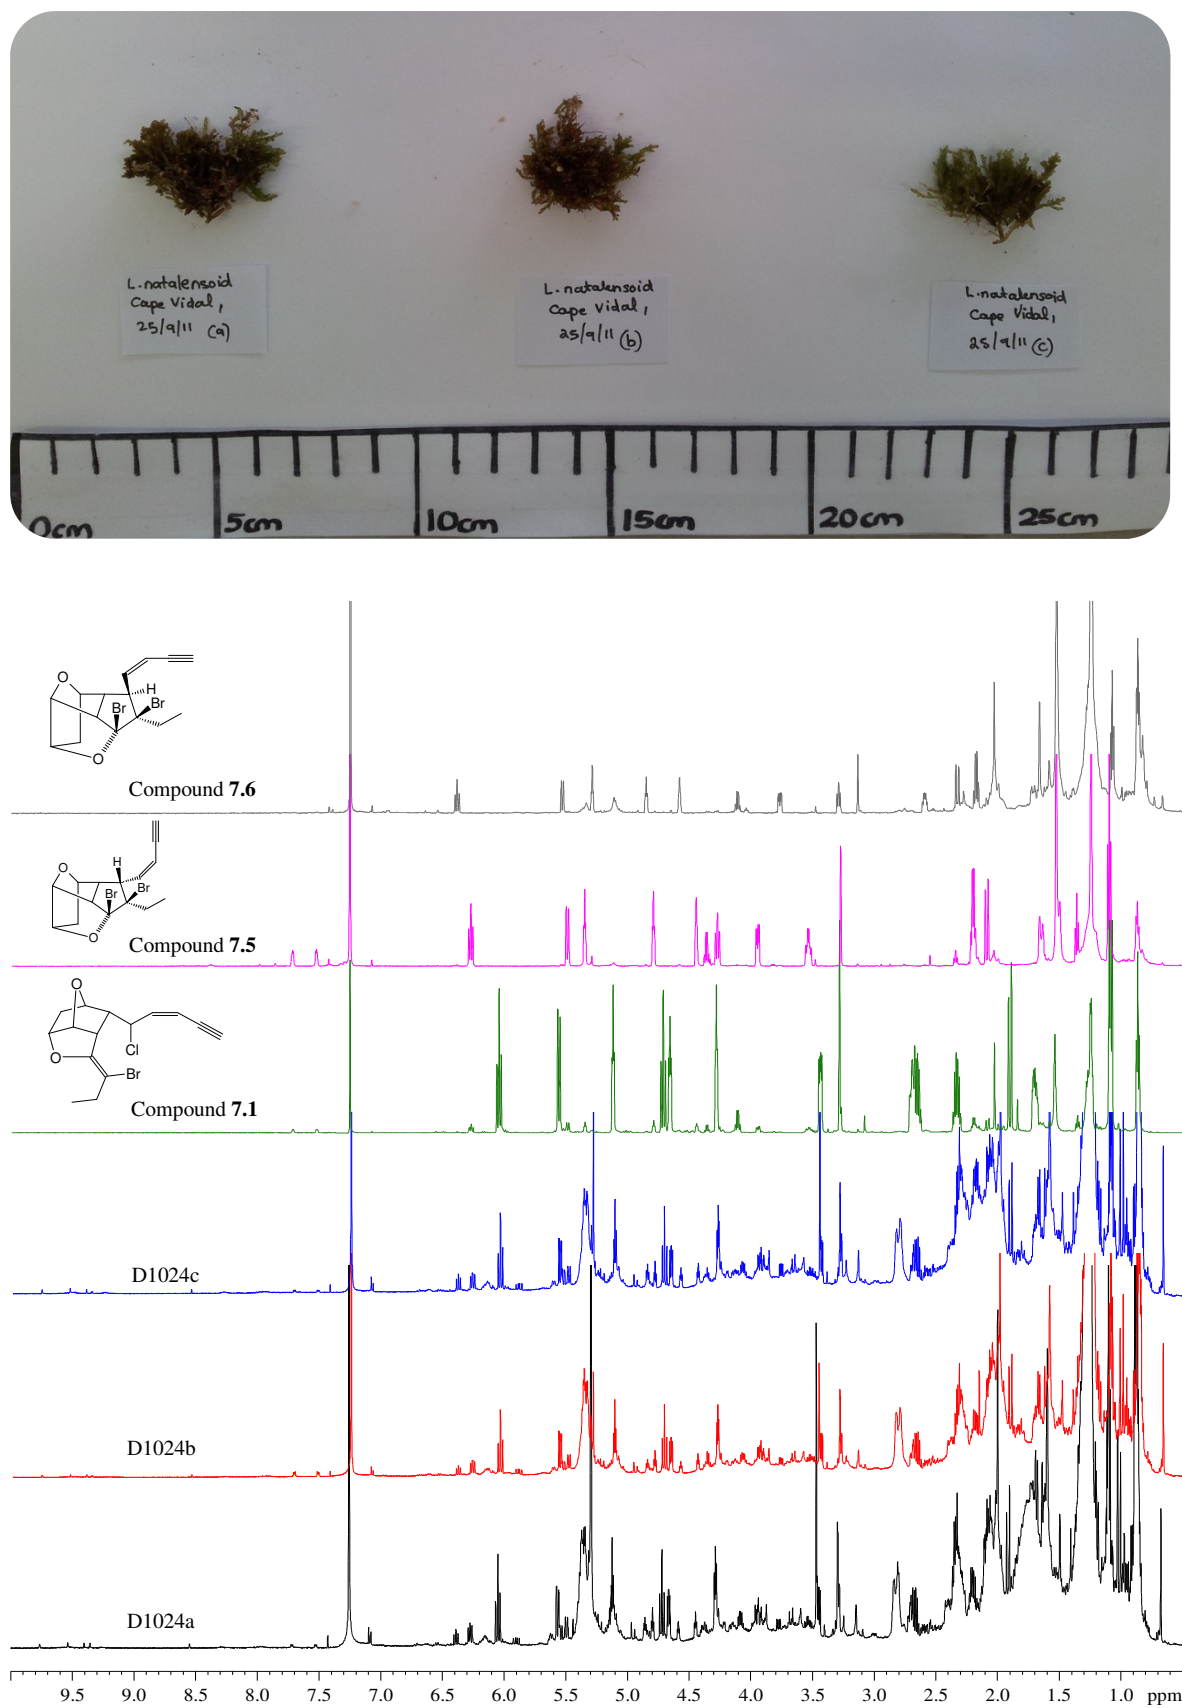 L.natalensoid
Cape Vidal,
25/9/11 (a)
L.natalensoid
Cape Vidal,
25/9/11 (b)
L.natalensoid
Cape Vidal,
25/9/11 (c)
0cm 5cm 10cm 15cm 20cm 25cm
O
H
Br
Br
O
Compound 7.6
H
O
Br
Br
O
Compound 7.5
O
Cl
O
Br
Compound 7.1
D1024c
D1024b
D1024a
9.5 9.0 8.5 8.0 7.5 7.0 6.5 6.0 5.5 5.0 4.5 4.0 3.5 3.0 2.5 2.0 1.5 1.0 ppm